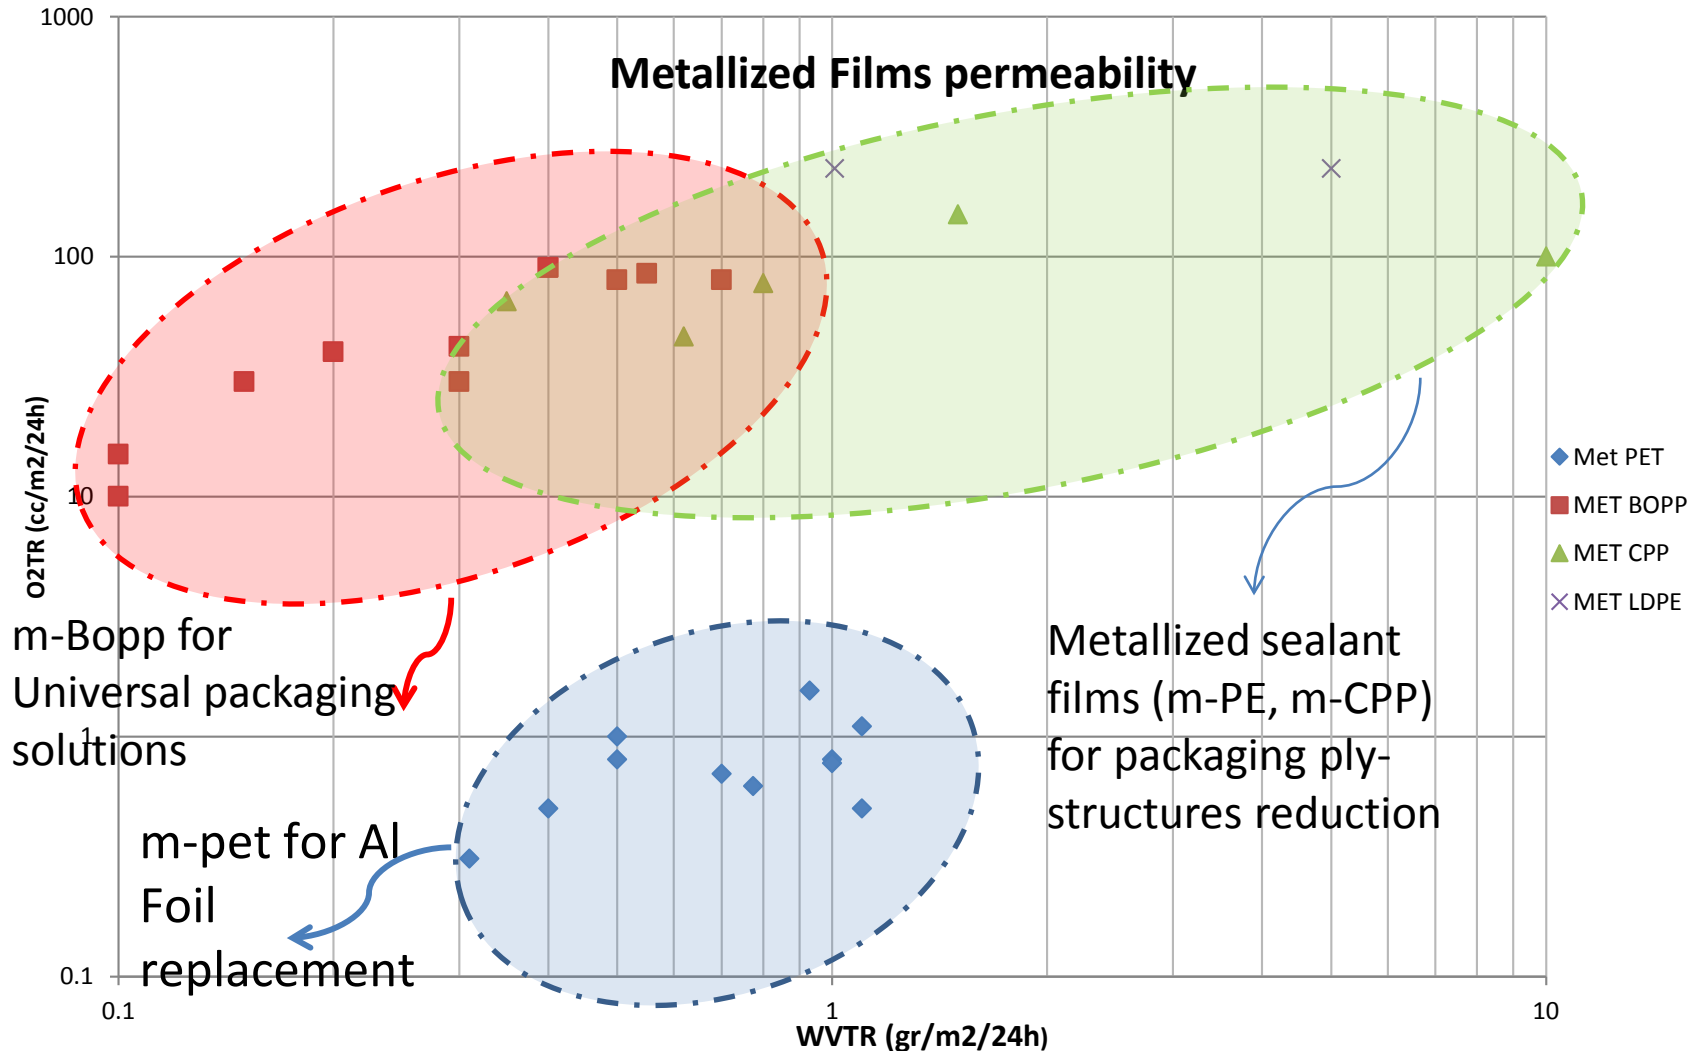 Metallized Films permeability
1000
100
10
1
0.1
O2TR (cc/m2/24h)
0.1
1
10
WVTR (gr/m2/24h)
m-Bopp for
Universal packaging
solutions
m-pet for Al
Foil
replacement
Metallized sealant
films (m-PE, m-CPP)
for packaging ply-
structures reduction
Met PET
MET BOPP
MET CPP
MET LDPE